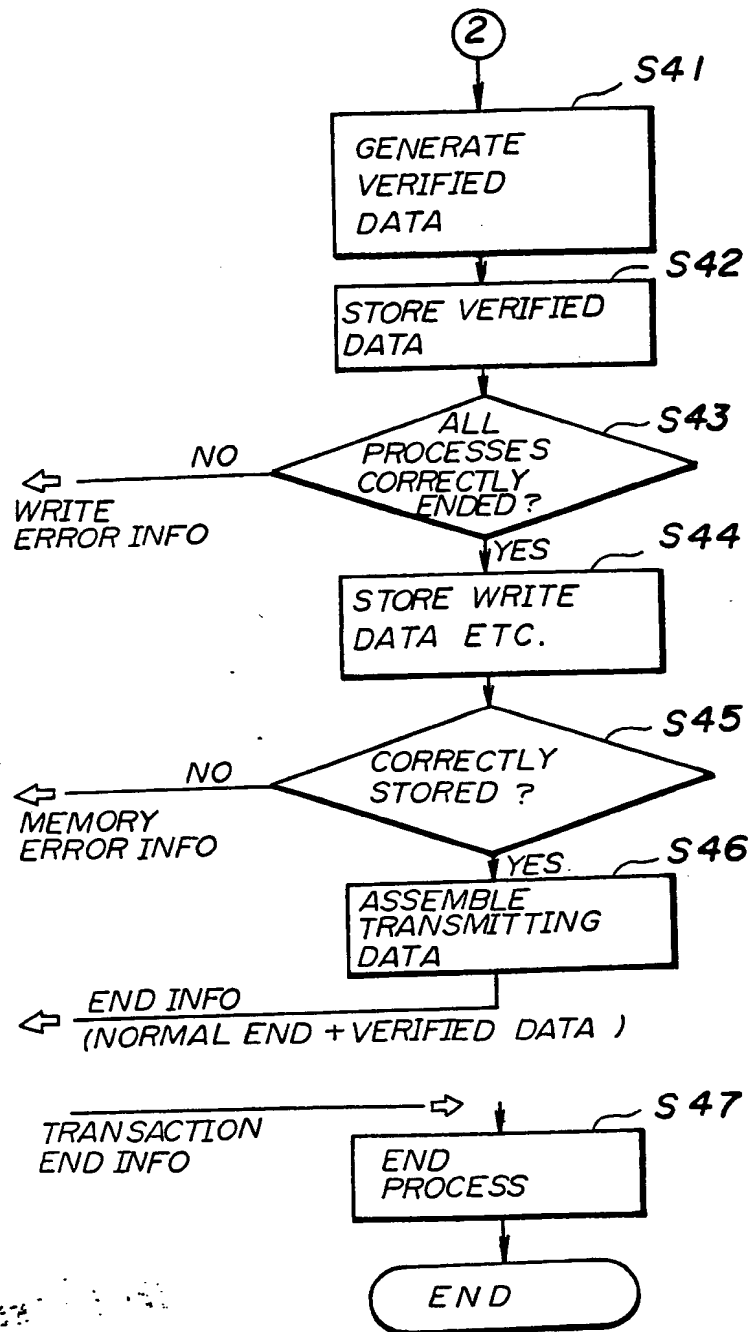 2
S41
GENERATE
VERIFIED
DATA
S42
STORE VERIFIED
DATA
S43
ALL
PROCESSES
CORRECTLY
ENDED?
NO
WRITE
ERROR INFO
YES
S44
STORE WRITE
DATA ETC.
S45
CORRECTLY
STORED ?
NO
MEMORY
ERROR INFO
YES
S46
ASSEMBLE
TRANSMITTING
DATA
END INFO
(NORMAL END + VERIFIED DATA )
TRANSACTION
END INFO
S47
END
PROCESS
END